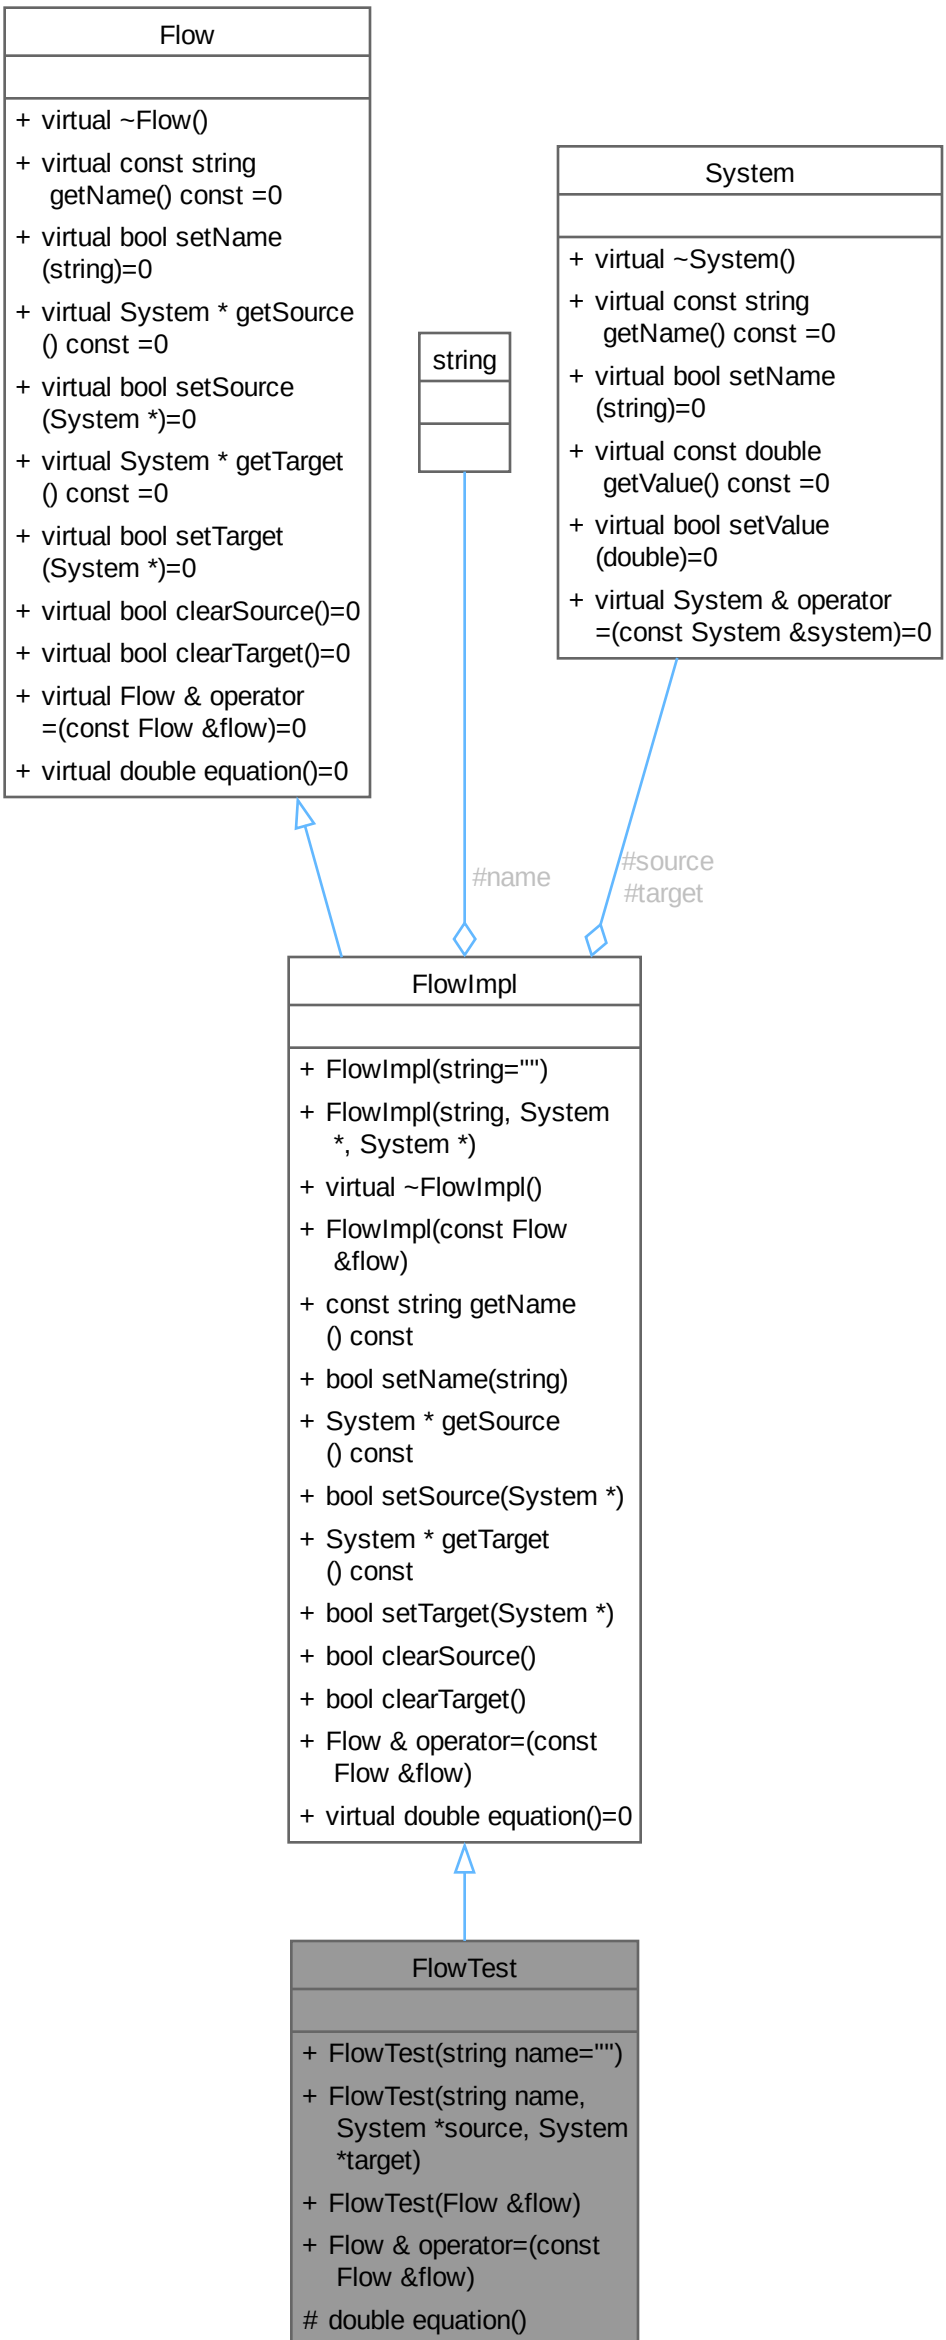 Flow
+ virtual ~Flow()
+ virtual const string
getName() const =0
+ virtual bool setName
(string)=0
+ virtual System * getSource
() const =0
+ virtual bool setSource
(System *)=0
+ virtual System * getTarget
() const =0
+ virtual bool setTarget
(System *)=0
+ virtual bool clearSource()=0
+ virtual bool clearTarget()=0
+ virtual Flow & operator
=(const Flow &flow)=0
+ virtual double equation()=0
string
System
+ virtual ~System()
+ virtual const string
getName() const =0
+ virtual bool setName
(string)=0
+ virtual const double
getValue() const =0
+ virtual bool setValue
(double)=0
+ virtual System & operator
=(const System &system)=0
#name
#source
#target
FlowImpl
+ FlowImpl(string="")
+ FlowImpl(string, System
*, System *)
+ virtual ~FlowImpl()
+ FlowImpl(const Flow
&flow)
+ const string getName
() const
+ bool setName(string)
+ System * getSource
() const
+ bool setSource(System *)
+ System * getTarget
() const
+ bool setTarget(System *)
+ bool clearSource()
+ bool clearTarget()
+ Flow & operator=(const
Flow &flow)
+ virtual double equation()=0
FlowTest
+ FlowTest(string name="")
+ FlowTest(string name,
System *source, System
*target)
+ FlowTest(Flow &flow)
+ Flow & operator=(const
Flow &flow)
# double equation()